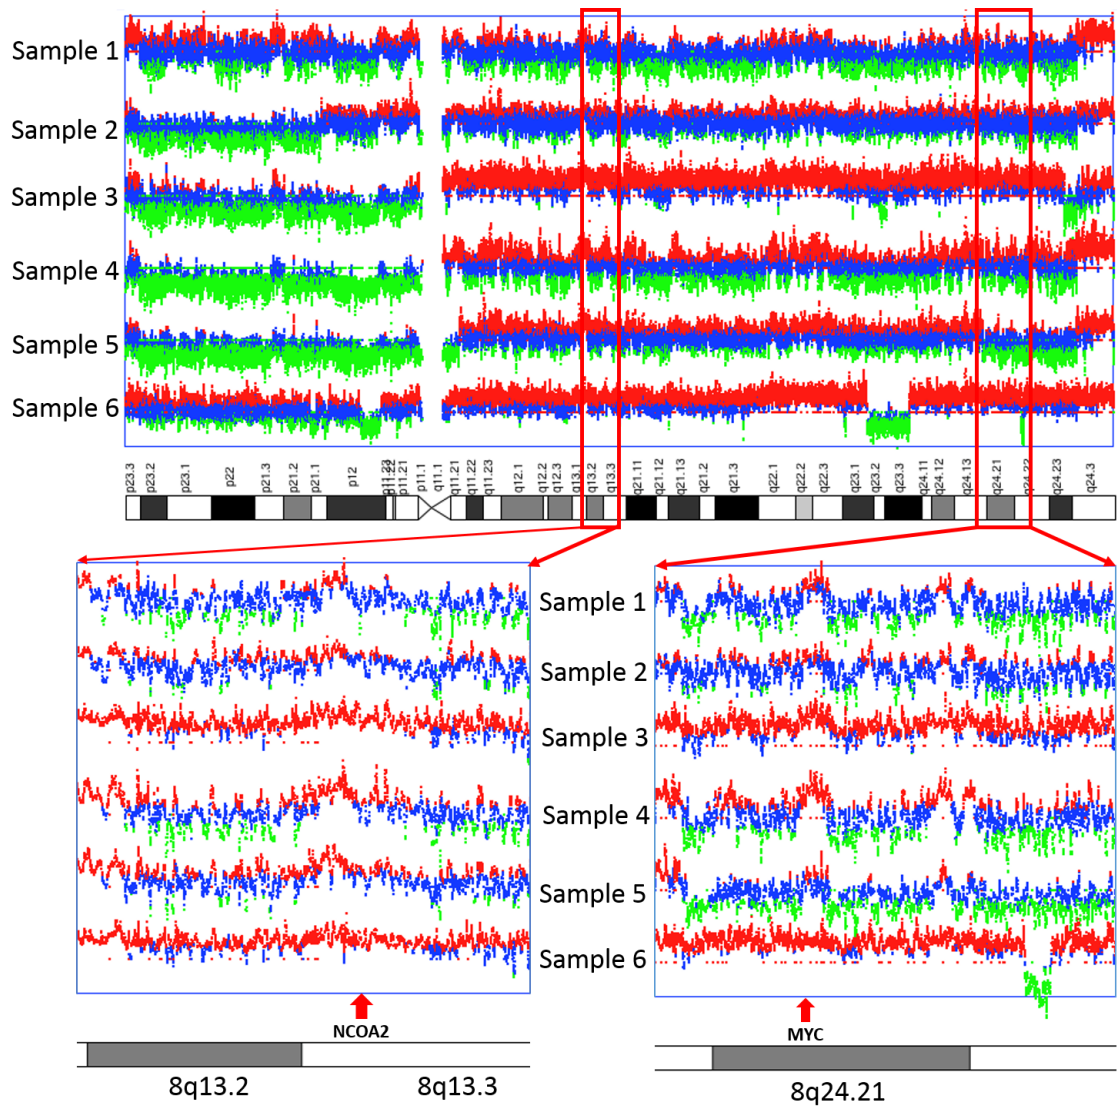 Sample 1
Sample 2
Sample 3
Sample 4
Sample 5
Sample 6
p23.3
p23.2
p23.1
p22
p21.3
p21.2
p21.1
p12
p11.23
p11.22
p11.21
p11.1
q11.1
q11.21
q11.22
q11.23
q12.1
q12.2
q12.3
q13.1
q13.2
q13.3
q21.11
q21.12
q21.13
q21.2
q21.3
q22.1
q22.2
q22.3
q23.1
q23.2
q23.3
q24.11
q24.12
q24.13
q24.21
q24.22
q24.23
q24.3
Sample 1
Sample 2
Sample 3
Sample 4
Sample 5
Sample 6
NCOA2
MYC
8q13.2 8q13.3
8q24.21